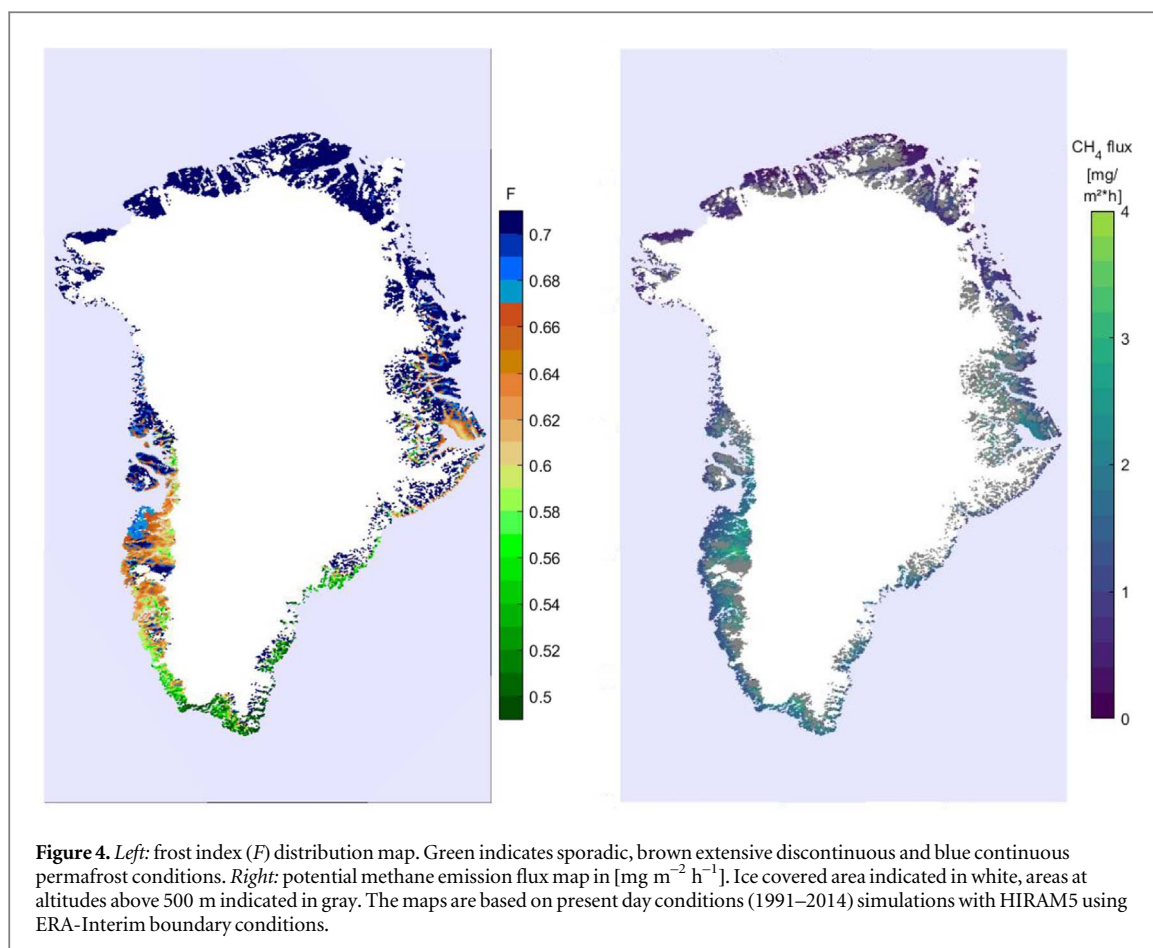 F
0.7
0.68
0.66
0.64
0.62
0.6
0.58
0.56
0.54
0.52
0.5
CH₄ flux
[mg/
m²*h]
4
3
2
1
0
Figure 4. Left: frost index (F) distribution map. Green indicates sporadic, brown extensive discontinuous and blue continuous
permafrost conditions. Right: potential methane emission flux map in [mg m⁻² h⁻¹]. Ice covered area indicated in white, areas at
altitudes above 500 m indicated in gray. The maps are based on present day conditions (1991–2014) simulations with HIRAM5 using
ERA-Interim boundary conditions.